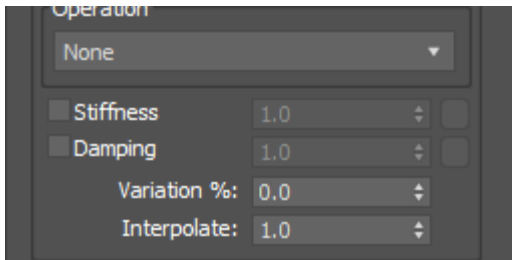 Operation
None
Stiffness 1.0
Damping 1.0
Variation %: 0.0
Interpolate: 1.0